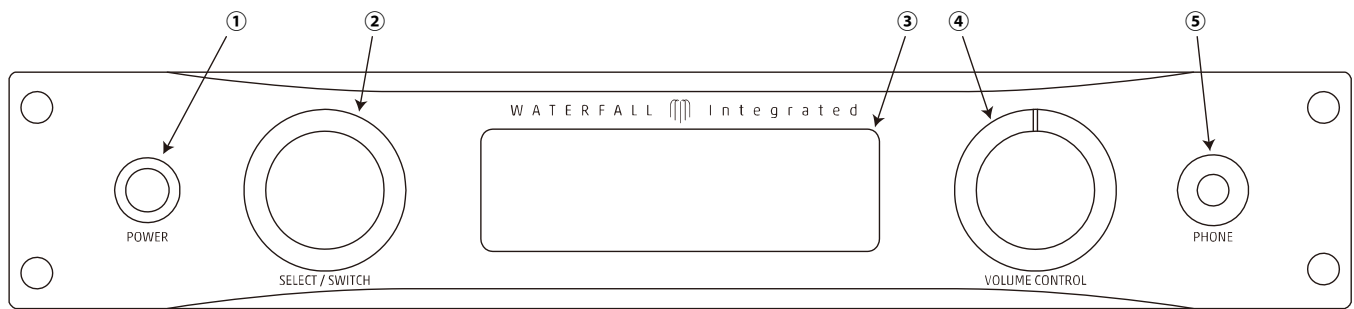 ① ② ③ ④ ⑤
WATERFALL Integrated
POWER
PHONE
SELECT / SWITCH
VOLUME CONTROL